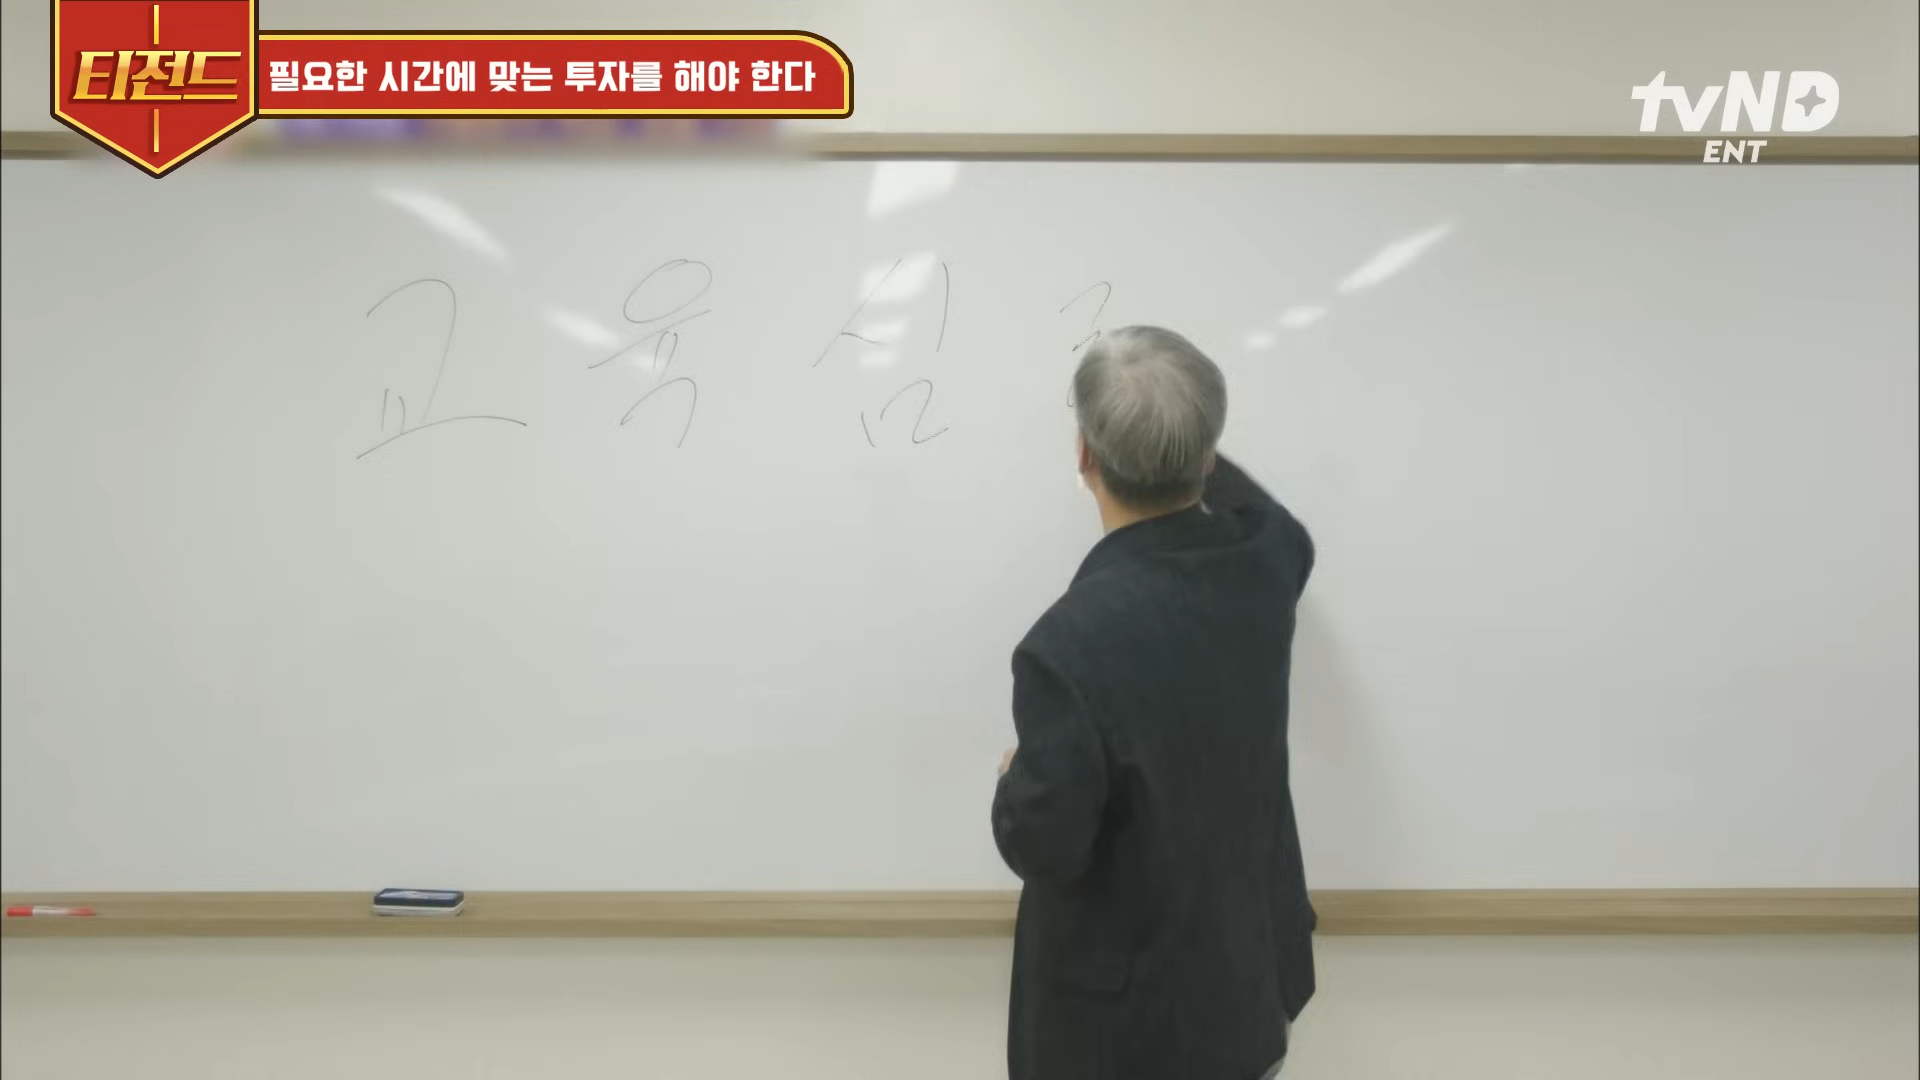 티전드
필요한 시간에 맞는 투자를 해야 한다
tvND
ENT
교육심